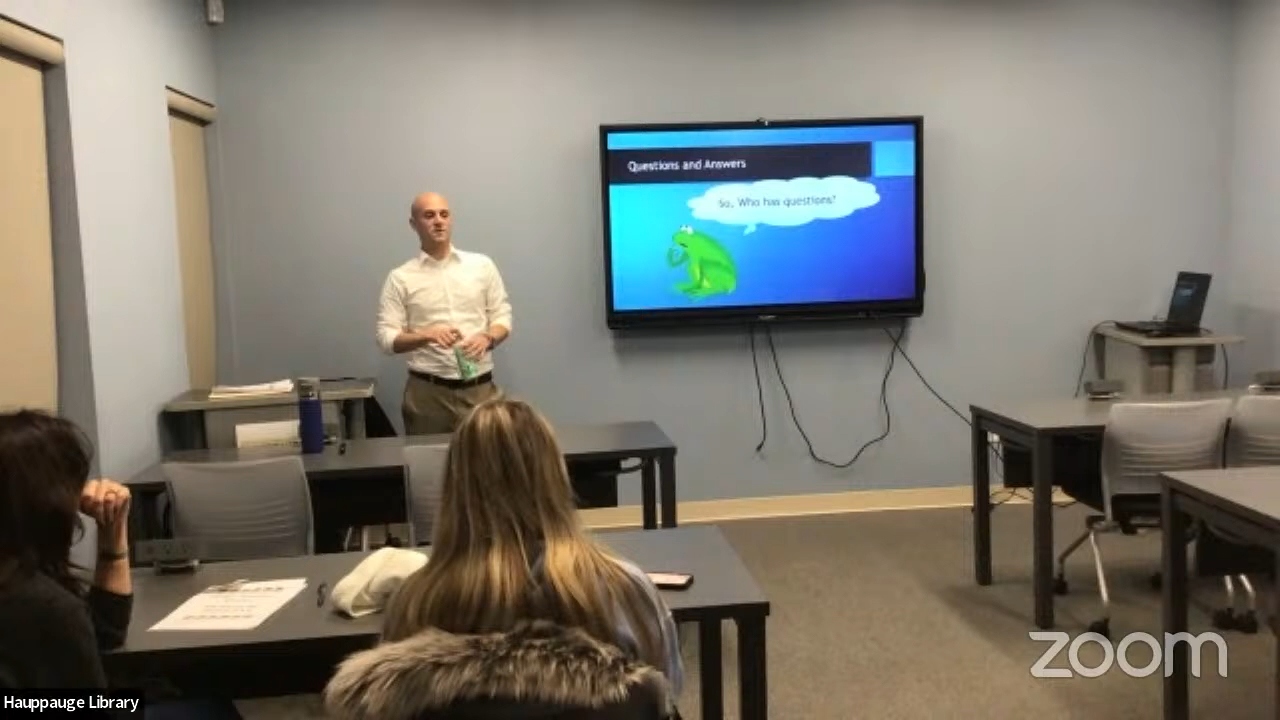 Questions and Answers
So, Who has questions?
zoom
Hauppauge Library